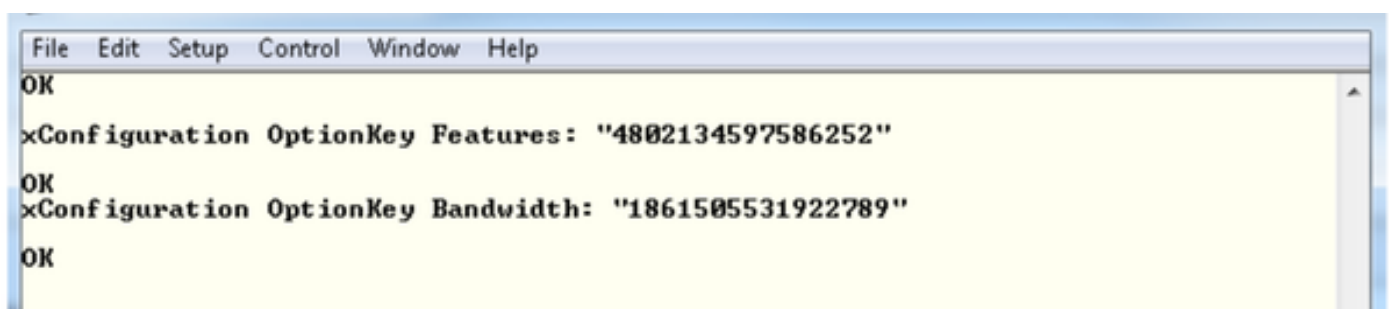 File Edit Setup Control Window Help
OK
xConfiguration OptionKey Features: "4802134597586252"
OK
xConfiguration OptionKey Bandwidth: "1861505531922789"
OK